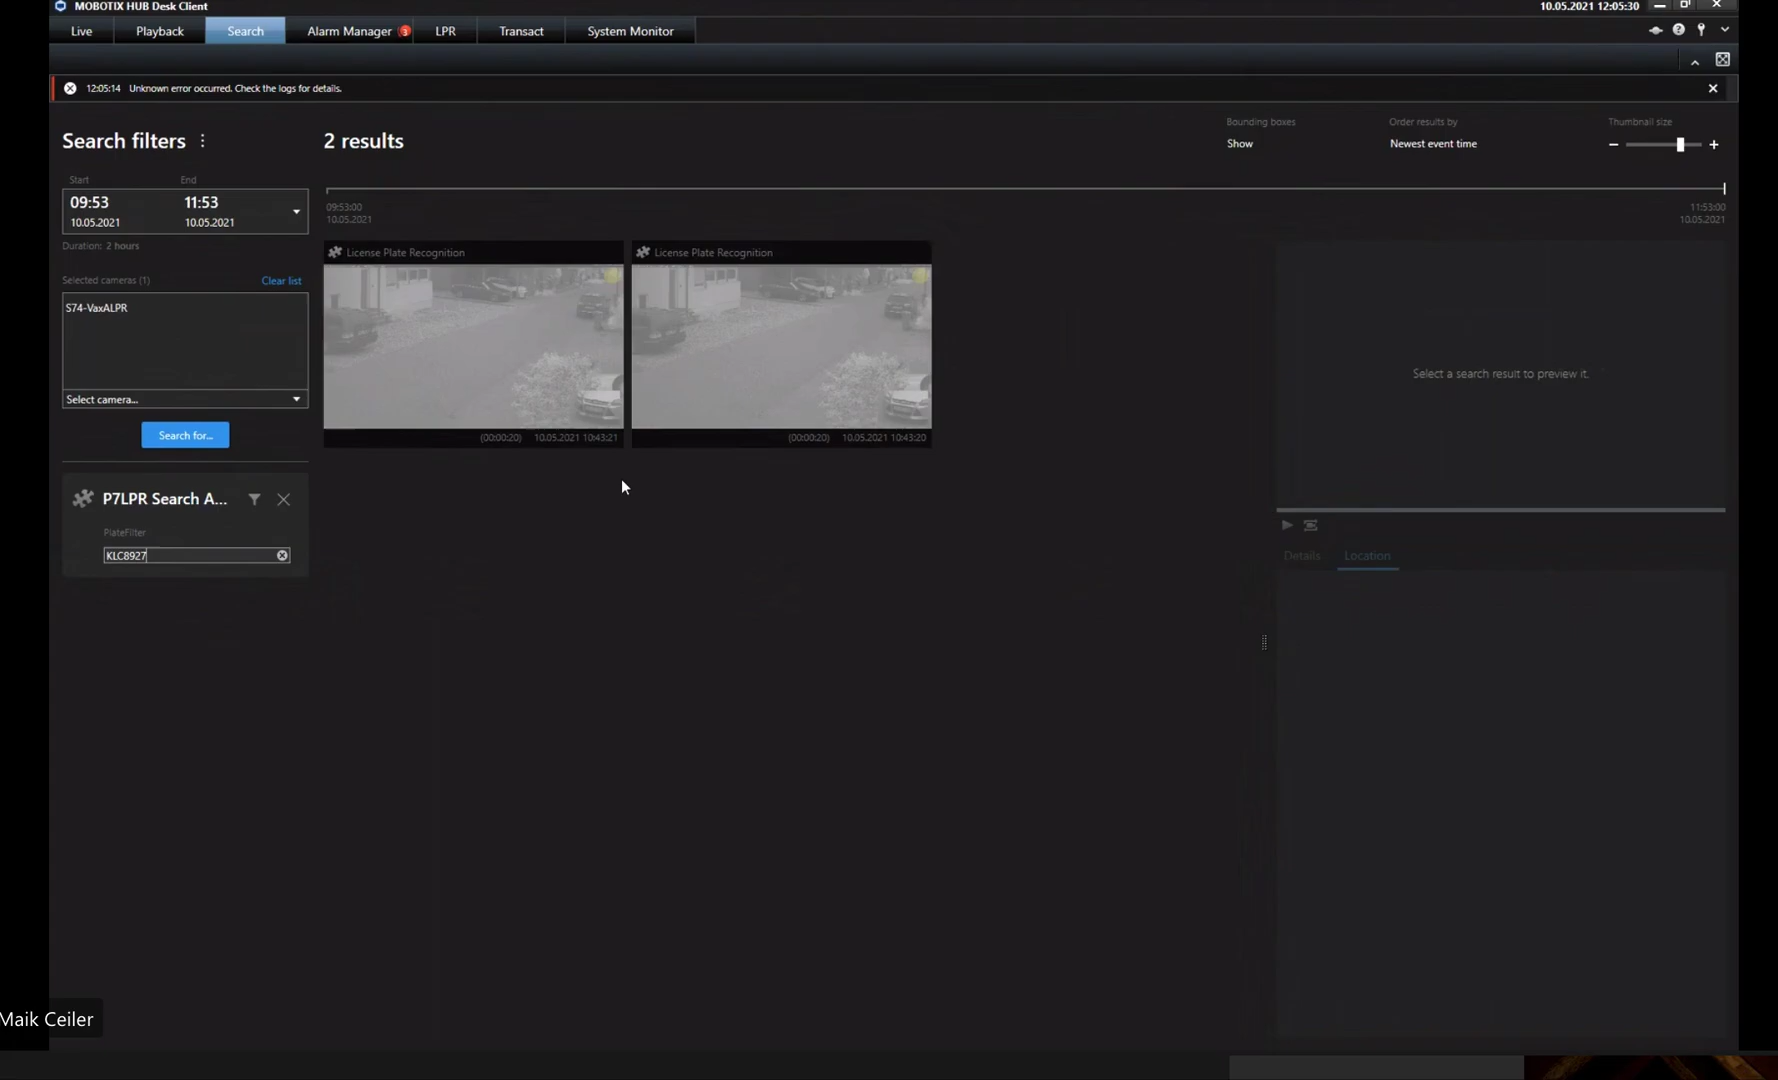 MOBOTIX HUB Desk Client
10.05.2021 12:05:30
Live
Playback
Search
Alarm Manager
3
LPR
Transact
System Monitor
12:05:14 Unknown error occurred. Check the logs for details.
Search filters
2 results
Bounding boxes
Show
Order results by
Newest event time
Thumbnail size
Start
End
09:53
11:53
10.05.2021
10.05.2021
Duration: 2 hours
09:53:00
10.05.2021
11:53:00
10.05.2021
Selected cameras (1)
Clear list
S74-VaxALPR
Select camera...
Search for...
License Plate Recognition
(00:00:20) 10.05.2021 10:43:21
License Plate Recognition
(00:00:20) 10.05.2021 10:43:20
Select a search result to preview it.
P7LPR Search A...
PlateFilter
KLC8927
Details
Location
Maik Ceiler